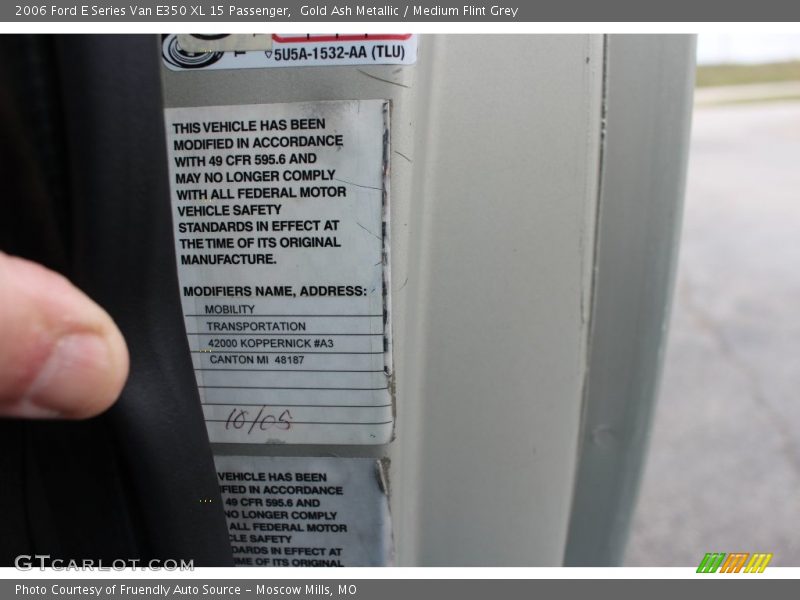 2006 Ford E Series Van E350 XL 15 Passenger,  Gold Ash Metallic / Medium Flint Grey
5U5A-1532-AA (TLU)
THIS VEHICLE HAS BEEN
MODIFIED IN ACCORDANCE
WITH 49 CFR 595.6 AND
MAY NO LONGER COMPLY
WITH ALL FEDERAL MOTOR
VEHICLE SAFETY
STANDARDS IN EFFECT AT
THE TIME OF ITS ORIGINAL
MANUFACTURE.
MODIFIERS NAME, ADDRESS:
MOBILITY
TRANSPORTATION
42000 KOPPERNICK #A3
CANTON MI 48187
10/05
VEHICLE HAS BEEN
FIED IN ACCORDANCE
49 CFR 595.6 AND
NO LONGER COMPLY
ALL FEDERAL MOTOR
CLE SAFETY
DARDS IN EFFECT AT
IME OF ITS ORIGINAL
GTCARLOT.COM
Photo Courtesy of Fruendly Auto Source - Moscow Mills, MO